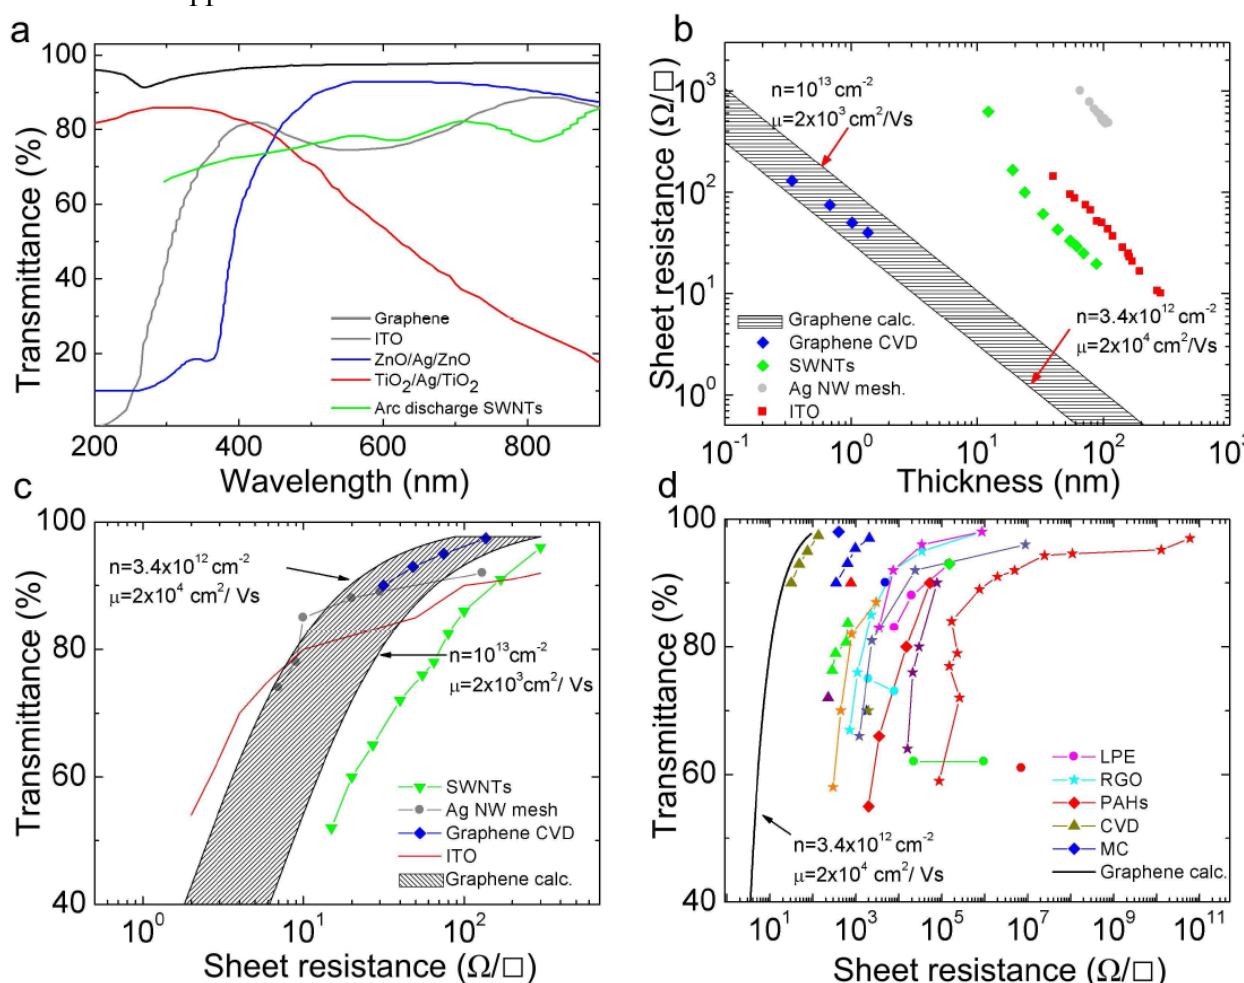 a
Transmittance (%)
100
80
60
40
20
200
400
600
800
Wavelength (nm)
Graphene
ITO
ZnO/Ag/ZnO
TiO₂/Ag/TiO₂
Arc discharge SWNTs
b
Sheet resistance (Ω/□)
10³
10²
10¹
10⁰
10⁻¹
10⁰
10¹
10²
10³
Thickness (nm)
n=10¹³ cm⁻²
μ=2x10³ cm²/Vs
n=3.4x10¹² cm⁻²
μ=2x10⁴ cm²/Vs
Graphene calc.
Graphene CVD
SWNTs
Ag NW mesh.
ITO
c
Transmittance (%)
100
80
60
40
10⁰
10¹
10²
Sheet resistance (Ω/□)
n=3.4x10¹² cm⁻²
μ=2x10⁴ cm²/ Vs
n=10¹³cm⁻²
μ=2x10³cm²/ Vs
SWNTs
Ag NW mesh
Graphene CVD
ITO
Graphene calc.
d
Transmittance (%)
100
80
60
40
10¹
10³
10⁵
10⁷
10⁹
10¹¹
Sheet resistance (Ω/□)
n=3.4x10¹² cm⁻²
μ=2x10⁴ cm²/ Vs
LPE
RGO
PAHs
CVD
MC
Graphene calc.